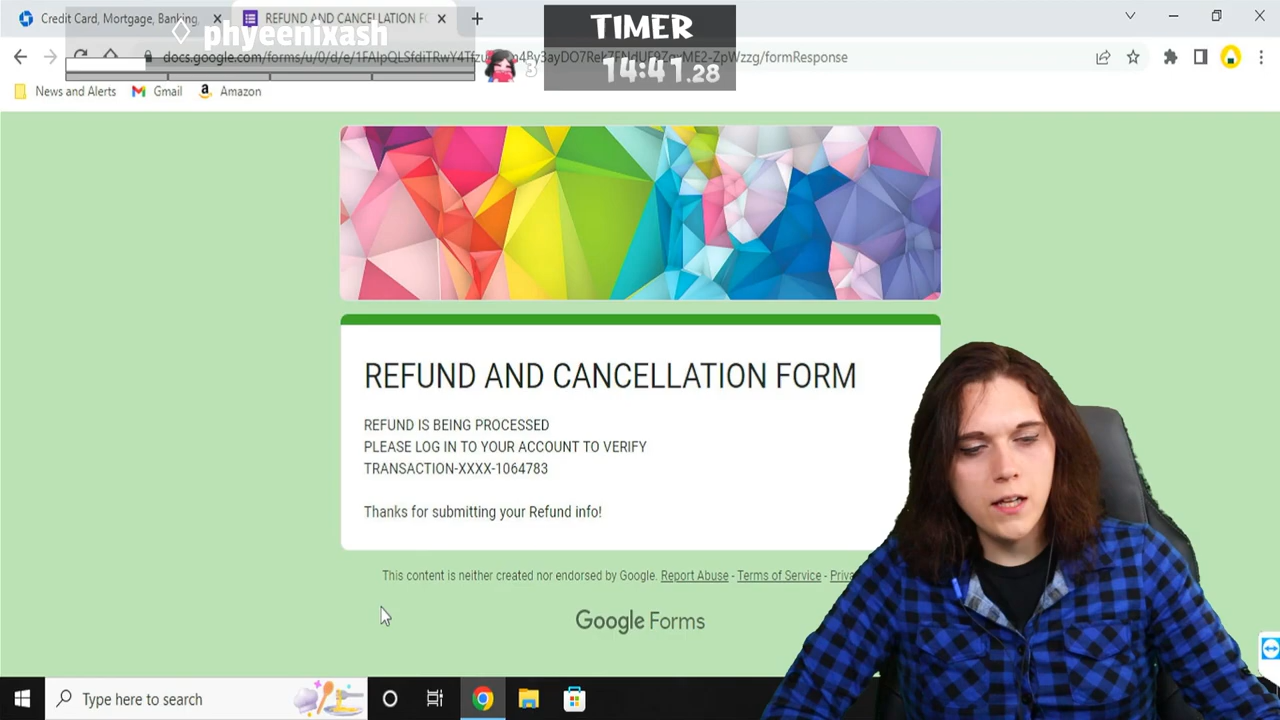 Credit Card, Mortgage, Banking
REFUND AND CANCELLATION FO
phyeenixash
TIMER
14:41.28
3
News and Alerts
Gmail
Amazon
REFUND AND CANCELLATION FORM
REFUND IS BEING PROCESSED
PLEASE LOG IN TO YOUR ACCOUNT TO VERIFY
TRANSACTION-XXXX-1064783
Thanks for submitting your Refund info!
This content is neither created nor endorsed by Google. Report Abuse - Terms of Service -
Google Forms
Type here to search